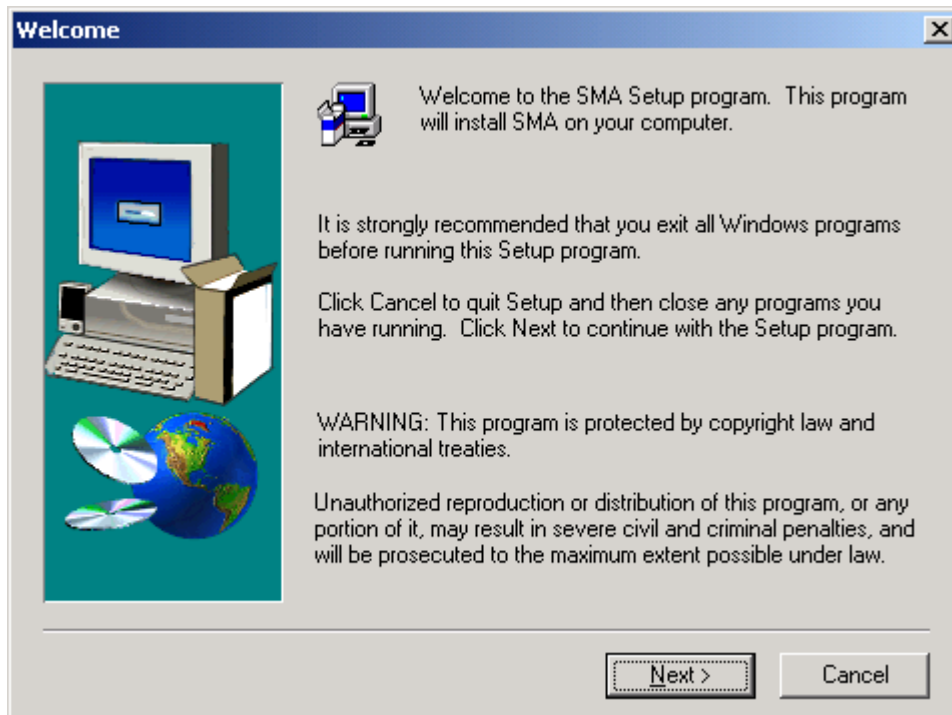 Welcome
Welcome to the SMA Setup program. This program
will install SMA on your computer.
It is strongly recommended that you exit all Windows programs
before running this Setup program.
Click Cancel to quit Setup and then close any programs you
have running. Click Next to continue with the Setup program.
WARNING: This program is protected by copyright law and
international treaties.
Unauthorized reproduction or distribution of this program, or any
portion of it, may result in severe civil and criminal penalties, and
will be prosecuted to the maximum extent possible under law.
Next >
Cancel